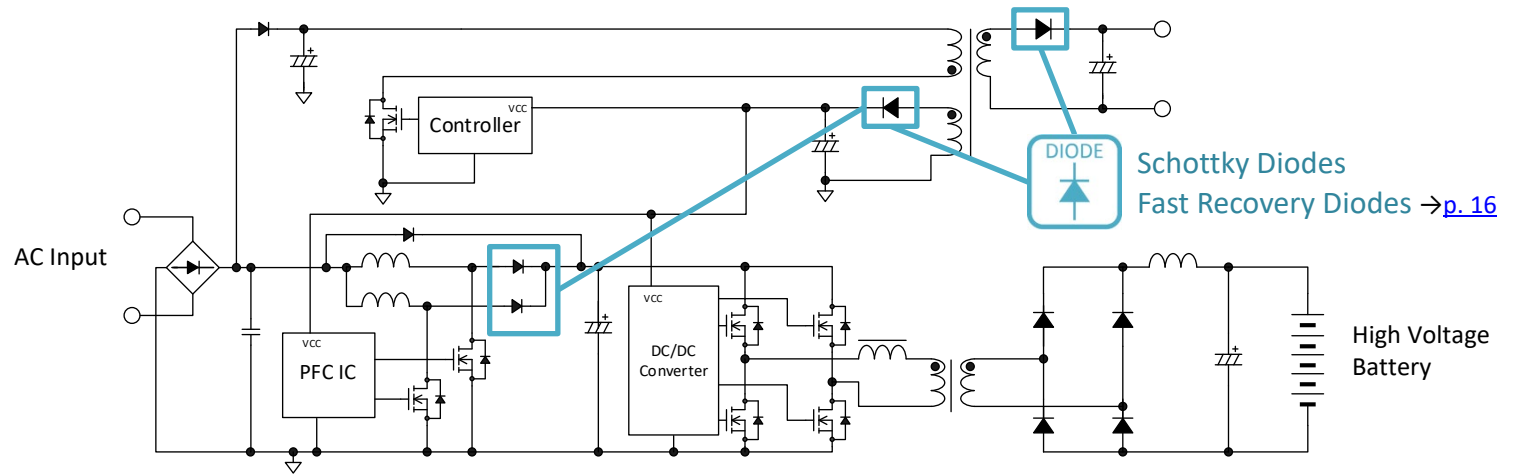 VCC
Controller
DIODE
Schottky Diodes
Fast Recovery Diodes →p. 16
AC Input
VCC
PFC IC
VCC
DC/DC
Converter
High Voltage
Battery